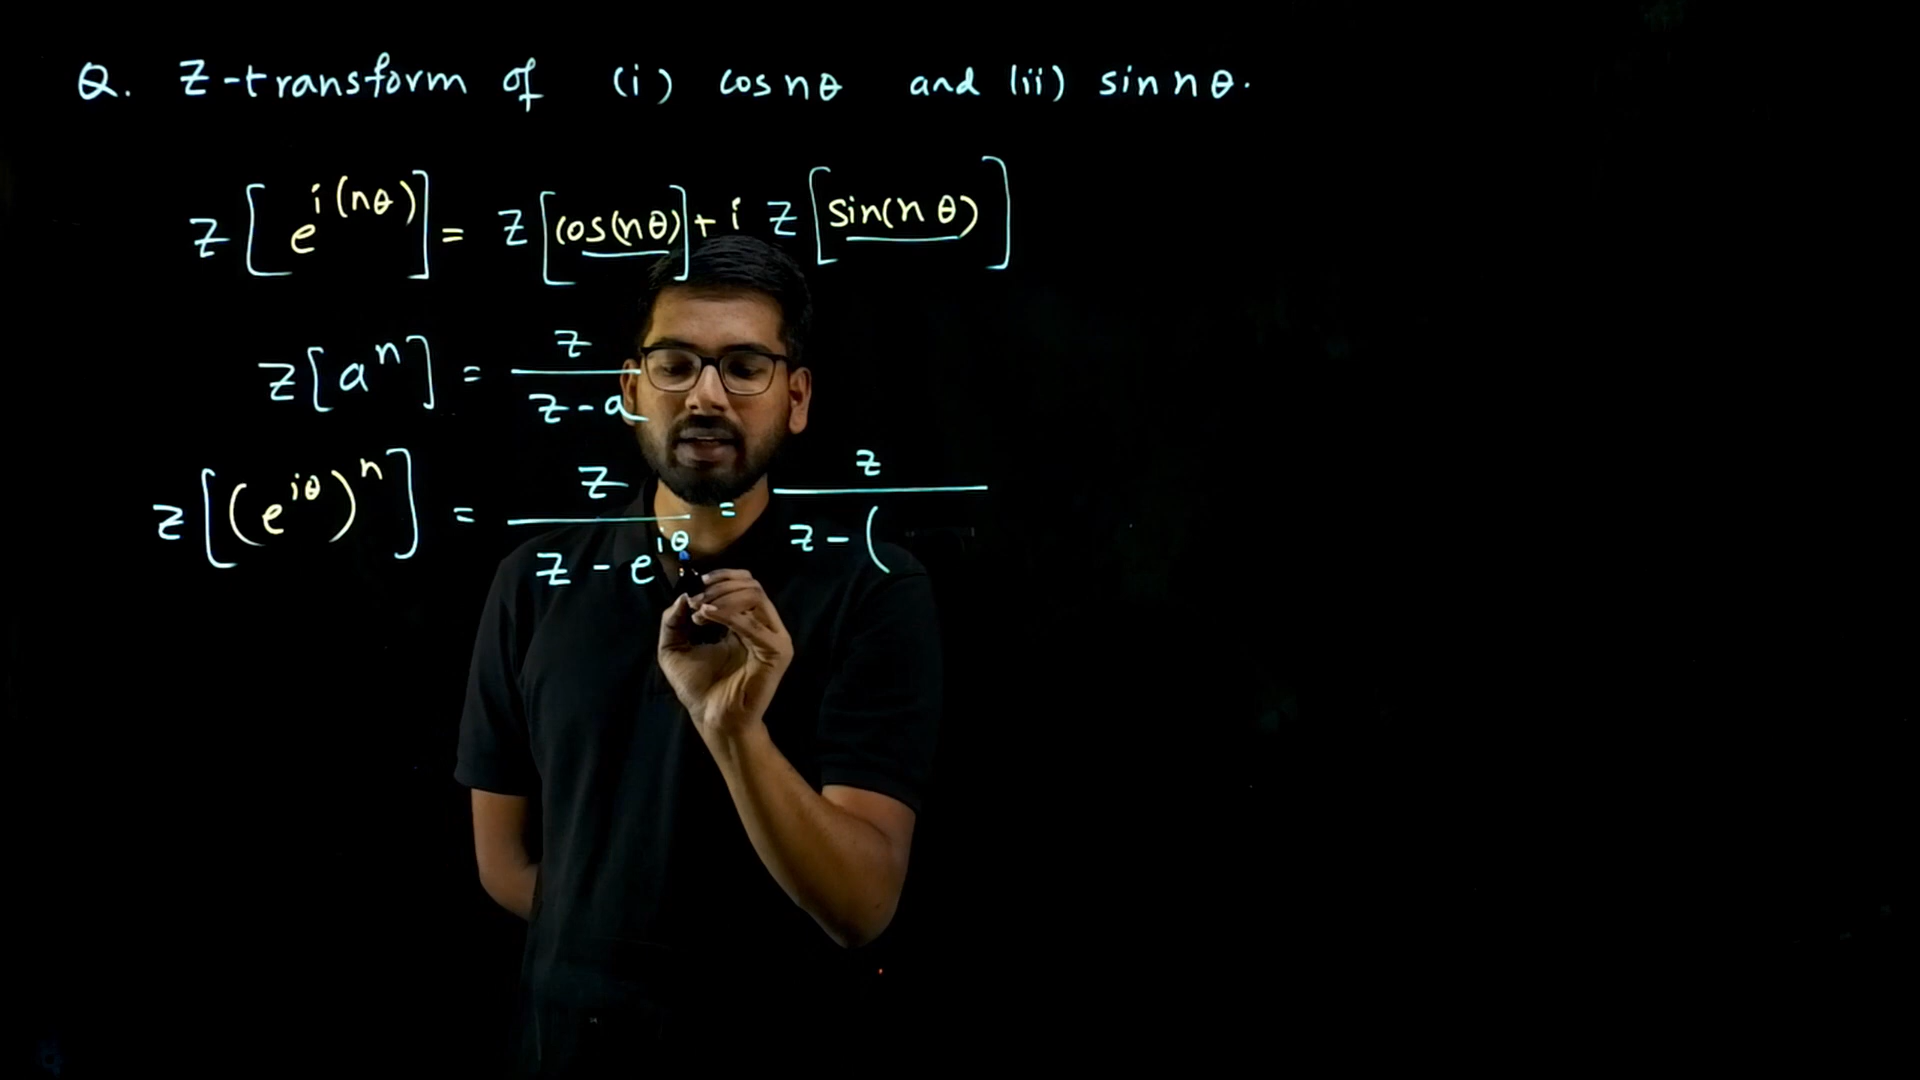 Q. Z-transform of (i) cos nθ and (ii) sin nθ.
Z[e^{i(nθ)}] = Z[cos(nθ)] + i Z[sin(nθ)]
Z[a^n] = z/(z-a)
Z[(e^{iθ})^n] = z/(z-e^{iθ}) = z/(z-(